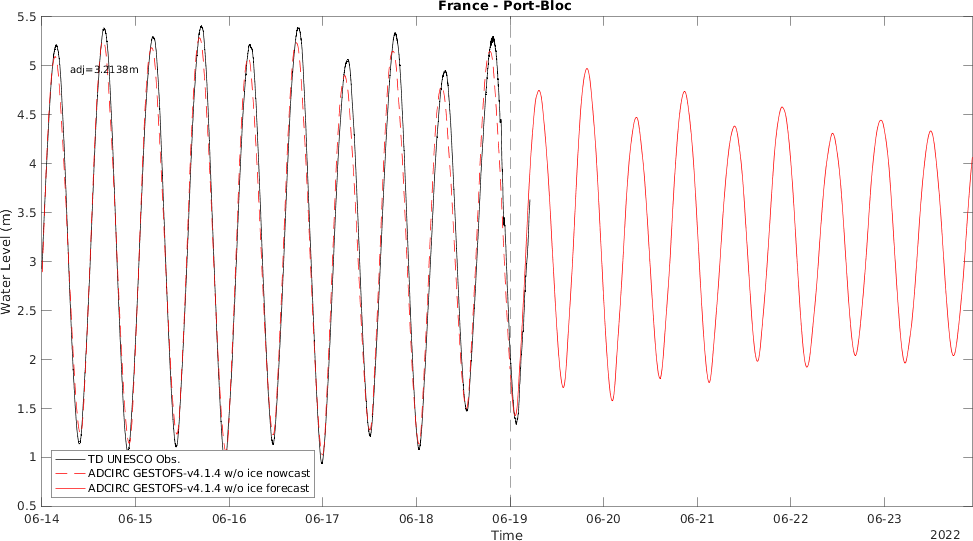 France - Port-Bloc
5.5
5
4.5
4
3.5
3
2.5
2
1.5
1
0.5
Water Level (m)
adj=3.2138m
TD UNESCO Obs.
ADCIRC GESTOFS-v4.1.4 w/o ice nowcast
ADCIRC GESTOFS-v4.1.4 w/o ice forecast
06-14 06-15 06-16 06-17 06-18 06-19 06-20 06-21 06-22 06-23
Time
2022